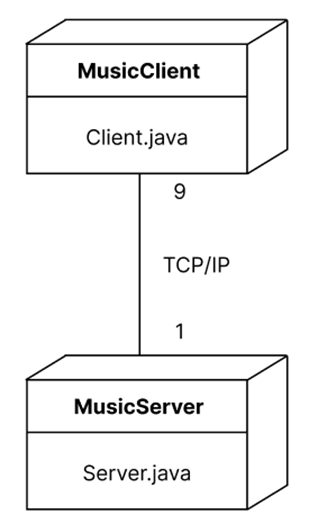 MusicClient
Client.java
9
TCP/IP
1
MusicServer
Server.java